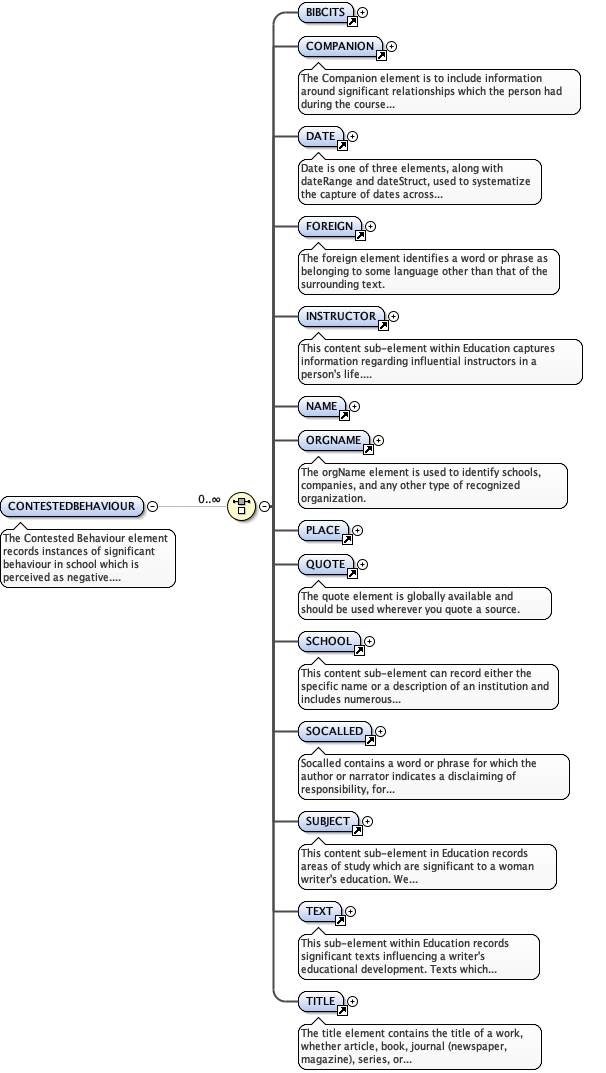 BIBCITS
COMPANION
The Companion element is to include information
around significant relationships which the person had
during the course...
DATE
Date is one of three elements, along with
dateRange and dateStruct, used to systematize
the capture of dates across...
FOREIGN
The foreign element identifies a word or phrase as
belonging to some language other than that of the
surrounding text.
INSTRUCTOR
This content sub-element within Education captures
information regarding influential instructors in a
person's life....
NAME
ORGNAME
The orgName element is used to identify schools,
companies, and any other type of recognized
organization.
CONTESTEDBEHAVIOUR
0..∞
The Contested Behaviour element
records instances of significant
behaviour in school which is
perceived as negative....
PLACE
QUOTE
The quote element is globally available and
should be used wherever you quote a source.
SCHOOL
This content sub-element can record either the
specific name or a description of an institution and
includes numerous...
SOCALLED
Socalled contains a word or phrase for which the
author or narrator indicates a disclaiming of
responsibility, for...
SUBJECT
This content sub-element in Education records
areas of study which are significant to a woman
writer's education. We...
TEXT
This sub-element within Education records
significant texts influencing a writer's
educational development. Texts which...
TITLE
The title element contains the title of a work,
whether article, book, journal (newspaper,
magazine), series, or...